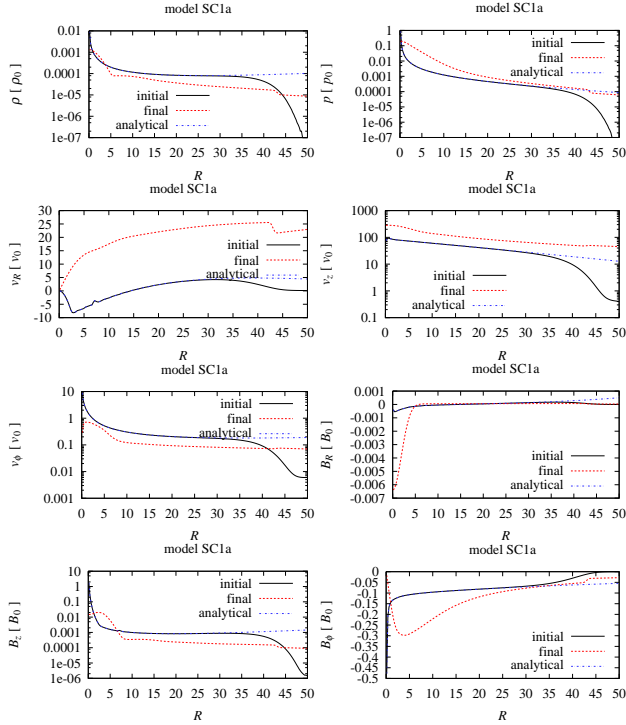 model SC1a
ρ [ ρ0 ]
0.01
0.001
0.0001
1e-05
1e-06
1e-07
initial
final
analytical
0 5 10 15 20 25 30 35 40 45 50
R
model SC1a
p [ p0 ]
1
0.1
0.01
0.001
0.0001
1e-05
1e-06
1e-07
initial
final
analytical
0 5 10 15 20 25 30 35 40 45 50
R
model SC1a
vR [ v0 ]
30
25
20
15
10
5
0
-5
-10
initial
final
analytical
0 5 10 15 20 25 30 35 40 45 50
R
model SC1a
vz [ v0 ]
1000
100
10
1
0.1
initial
final
analytical
0 5 10 15 20 25 30 35 40 45 50
R
model SC1a
vϕ [ v0 ]
10
1
0.1
0.01
0.001
initial
final
analytical
0 5 10 15 20 25 30 35 40 45 50
R
model SC1a
BR [ B0 ]
0.001
0
-0.001
-0.002
-0.003
-0.004
-0.005
-0.006
-0.007
initial
final
analytical
0 5 10 15 20 25 30 35 40 45 50
R
model SC1a
Bz [ B0 ]
10
1
0.1
0.01
0.001
0.0001
1e-05
1e-06
initial
final
analytical
0 5 10 15 20 25 30 35 40 45 50
R
model SC1a
Bϕ [ B0 ]
0
-0.05
-0.1
-0.15
-0.2
-0.25
-0.3
-0.35
-0.4
-0.45
-0.5
initial
final
analytical
0 5 10 15 20 25 30 35 40 45 50
R